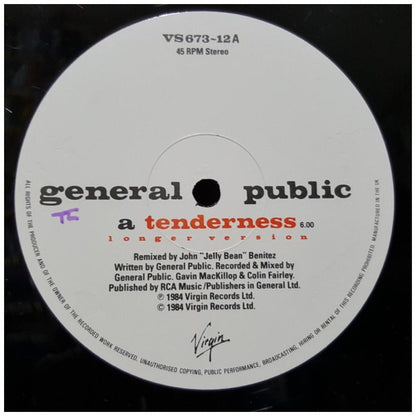 VS 673~12A
45 RPM Stereo
general public
a tenderness 6.00
longer version
Remixed by John "Jelly Bean" Benitez
Written by General Public. Recorded & Mixed by
General Public. Gavin MacKillop & Colin Fairley.
Published by RCA Music/Publishers in General Ltd.
℗ 1984 Virgin Records Ltd.
© 1984 Virgin Records Ltd.
Virgin
ALL RIGHTS OF THE PRODUCER AND OF THE OWNER OF THE RECORDED WORK RESERVED. UNAUTHORISED COPYING, PUBLIC PERFORMANCE, BROADCASTING, HIRING OR RENTAL OF THIS RECORDING PROHIBITED. MANUFACTURED IN THE UK